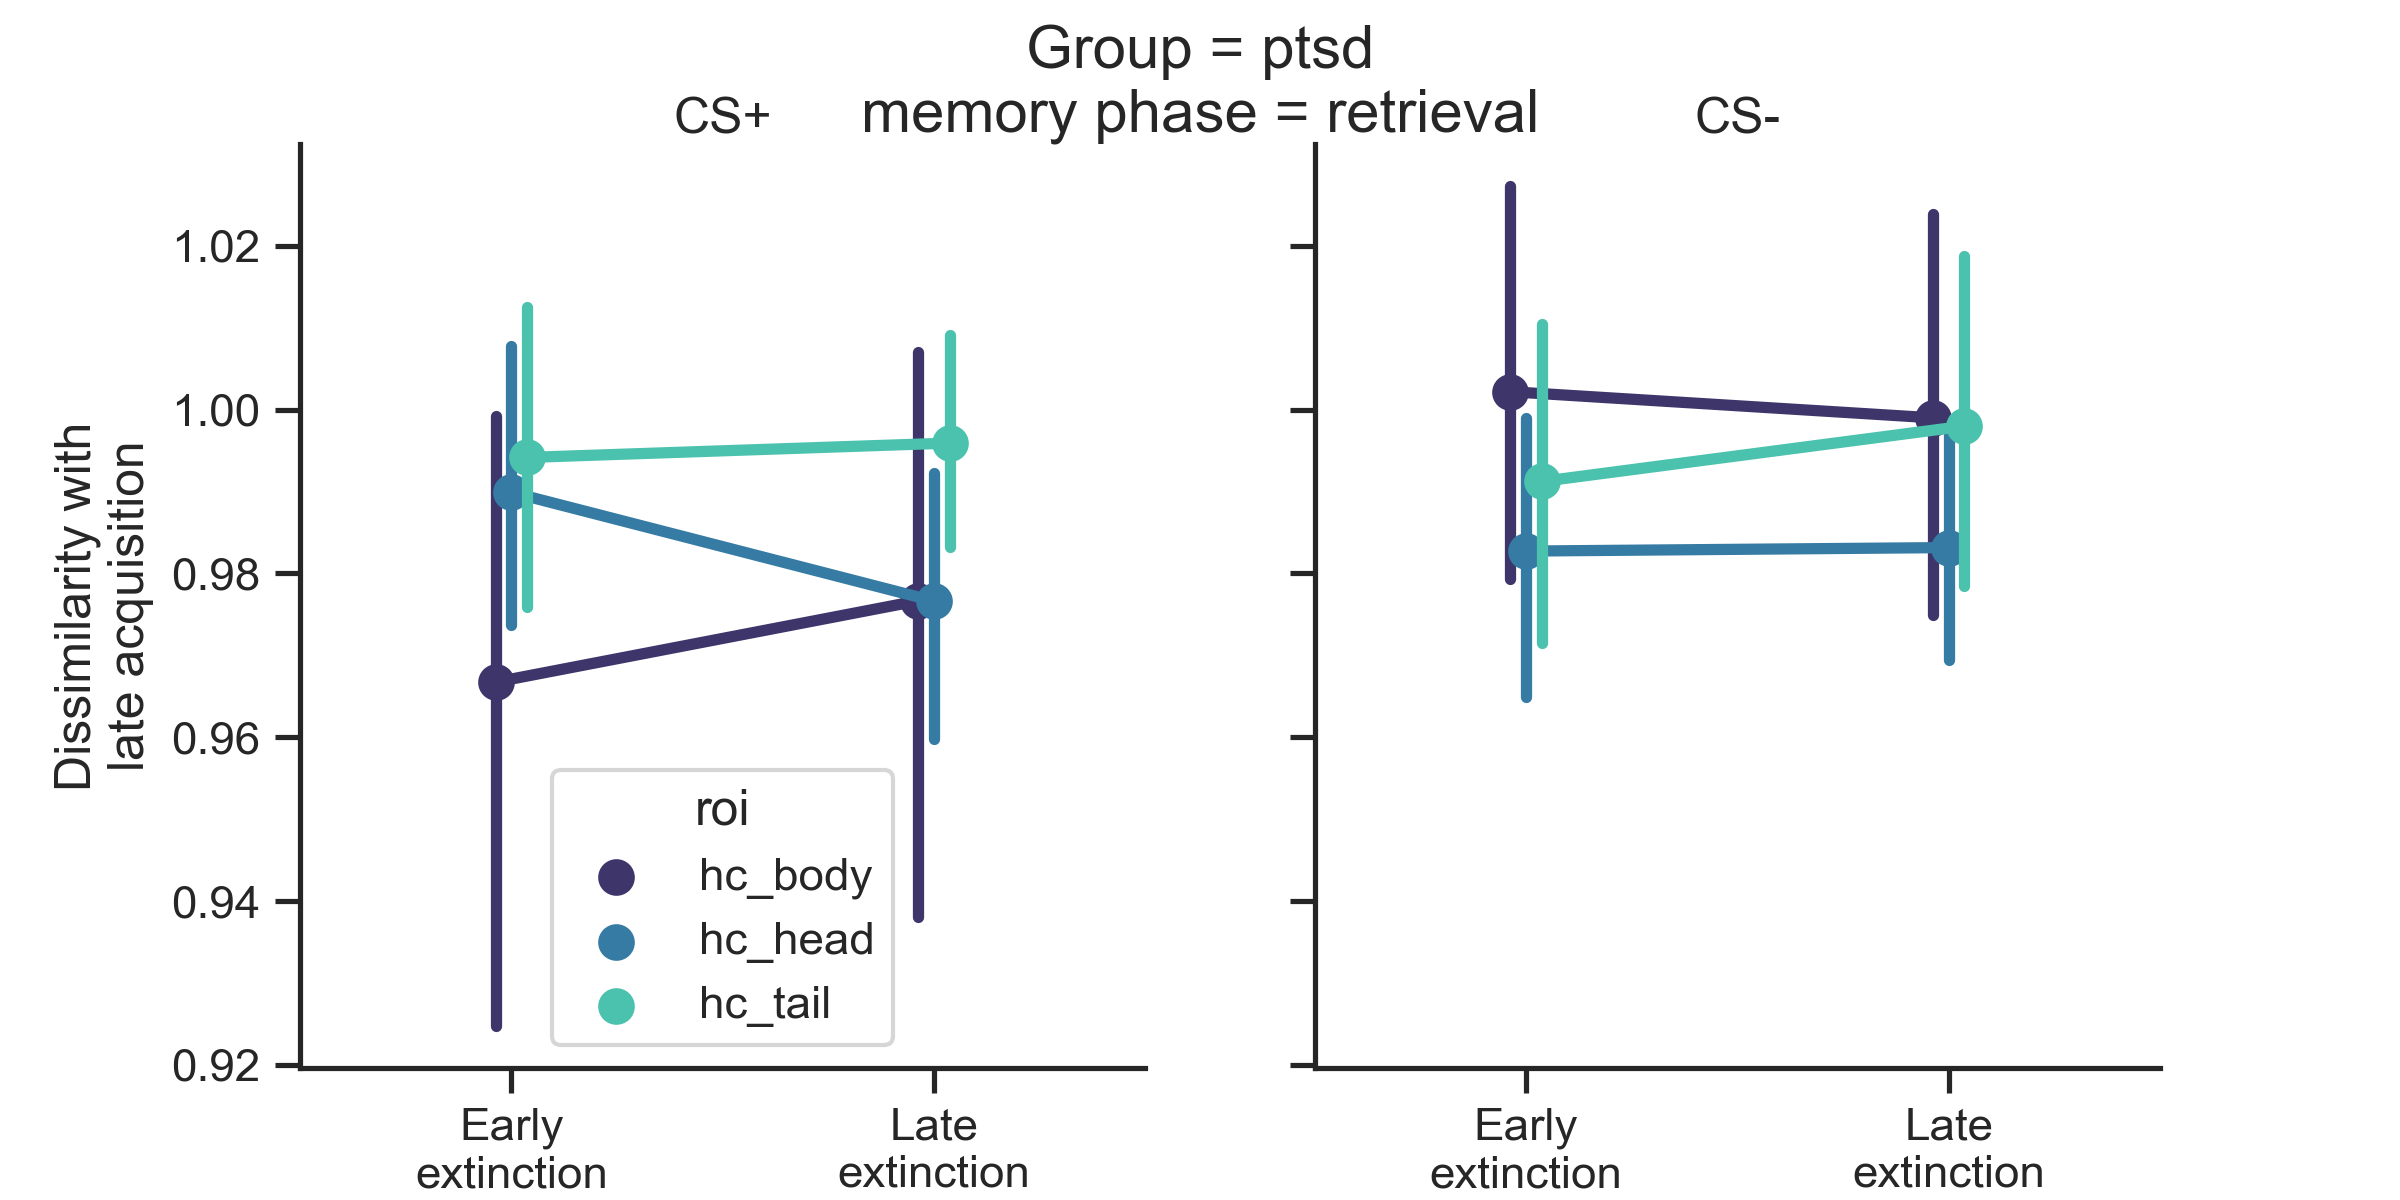 Group = ptsd
memory phase = retrieval
CS+
CS-
Dissimilarity with
late acquisition
1.02
1.00
0.98
0.96
0.94
0.92
roi
hc_body
hc_head
hc_tail
Early
extinction
Late
extinction
Early
extinction
Late
extinction